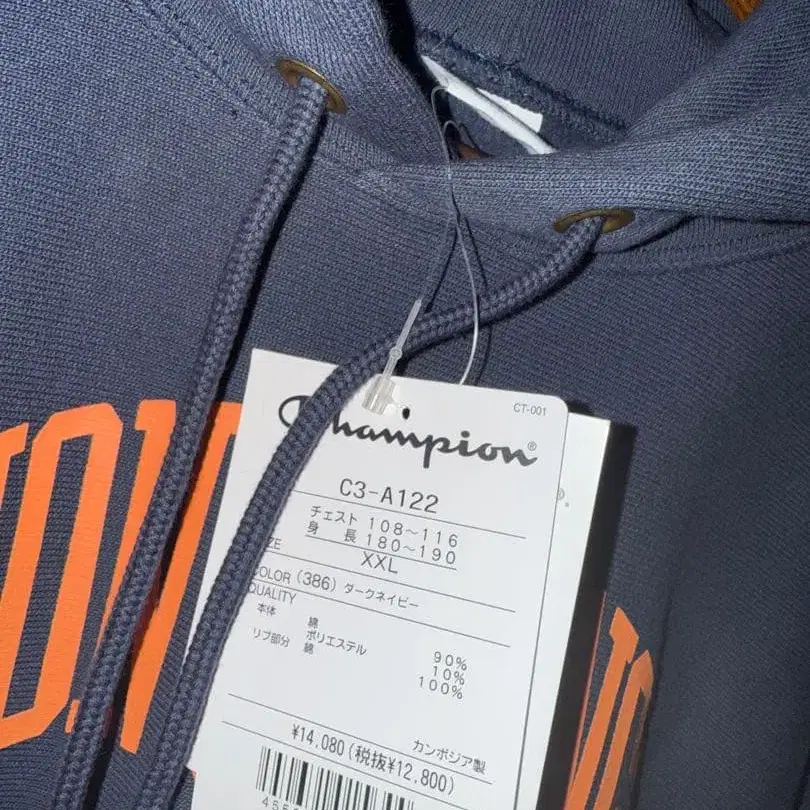 CT-001
Champion®
C3-A122
チェスト 108～116
身長 180～190
XXL
COLOR (386) ダークネイビー
QUALITY
本体 綿 90%
ポリエステル 10%
リブ部分 綿 100%
¥14,080(税抜¥12,800)
カンボジア製